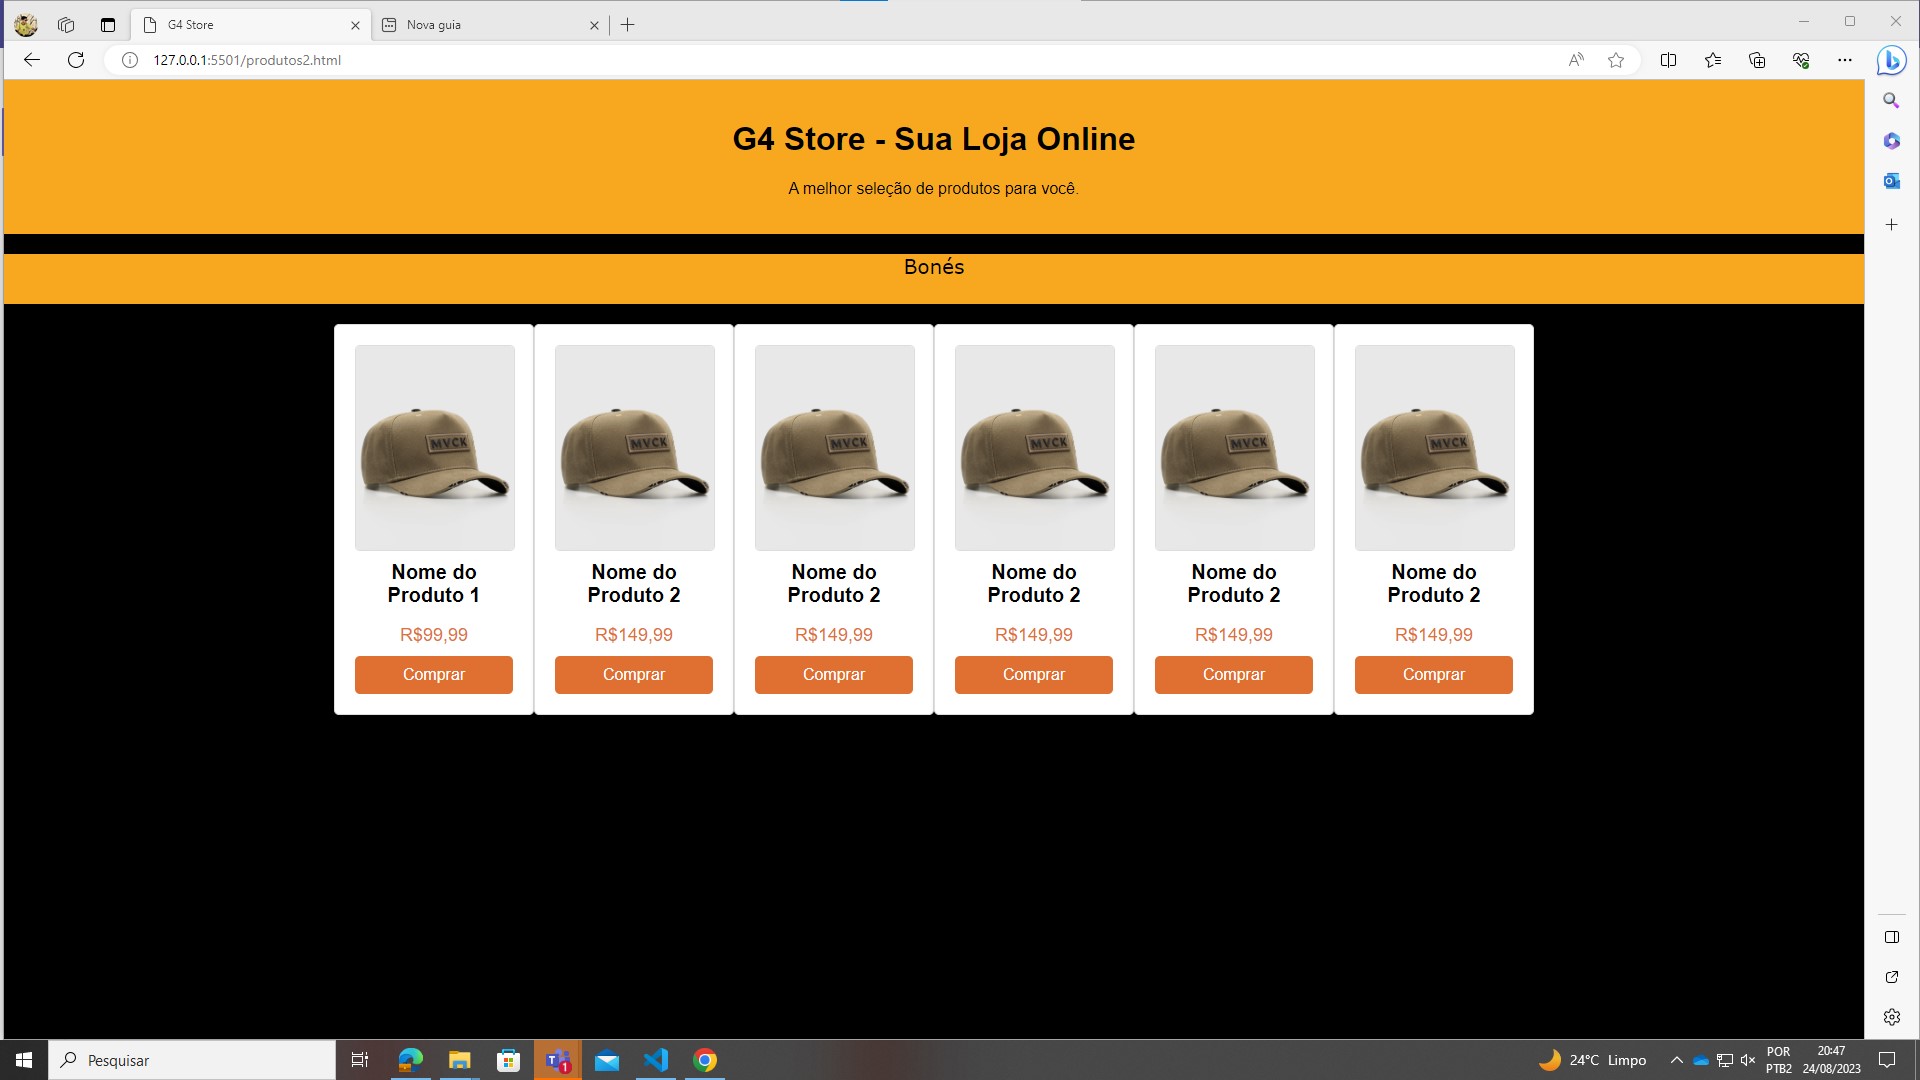 G4 Store
Nova guia
127.0.0.1:5501/produtos2.html
G4 Store - Sua Loja Online
A melhor seleção de produtos para você.
Bonés
MVCK MVCK MVCK MVCK MVCK MVCK
Nome do Produto 1
R$99,99
Comprar
Nome do Produto 2
R$149,99
Comprar
Nome do Produto 2
R$149,99
Comprar
Nome do Produto 2
R$149,99
Comprar
Nome do Produto 2
R$149,99
Comprar
Nome do Produto 2
R$149,99
Comprar
Pesquisar
1
24°C Limpo
POR
PTB2
20:47
24/08/2023